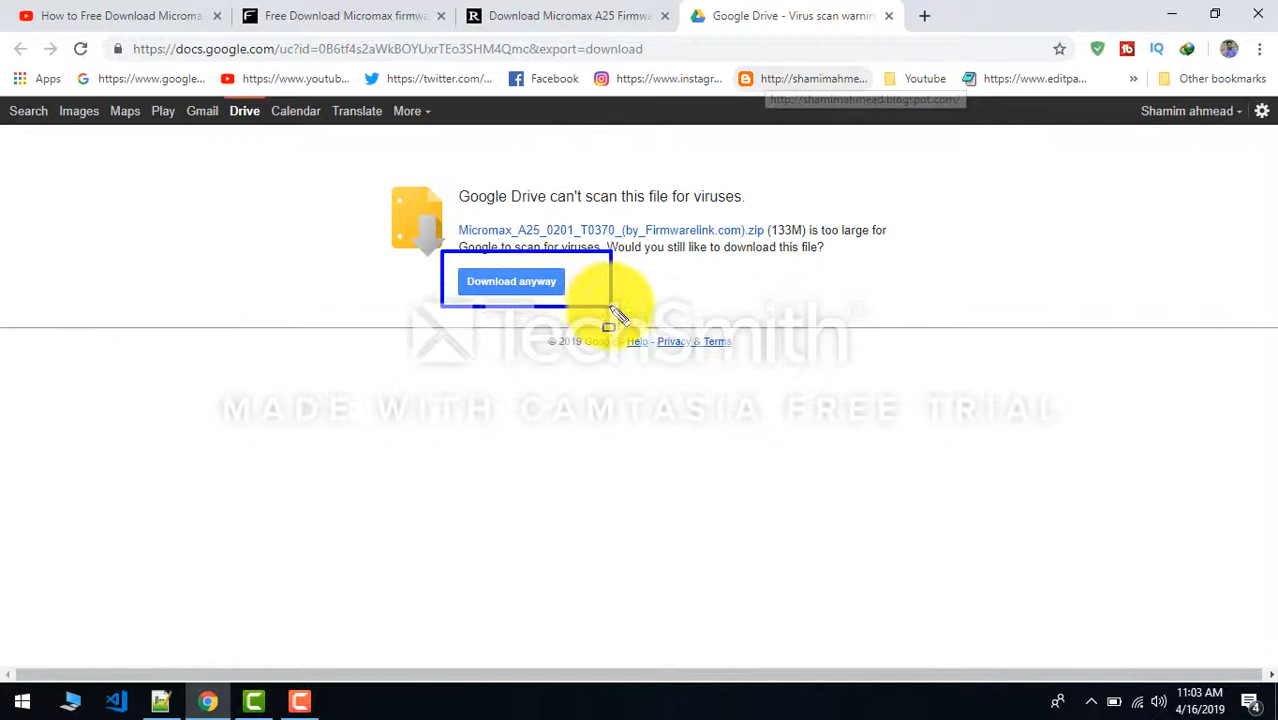 How to Free Download Microma
Free Download Micromax firmw
Download Micromax A25 Firmwa
Google Drive - Virus scan warnin
https://docs.google.com/uc?id=0B6tf4s2aWkBOYUxrTEo3SHM4Qmc&export=download
Apps
https://www.google...
https://www.youtub...
https://twitter.com/...
Facebook
https://www.instagr...
http://shamimahme...
Youtube
https://www.editpa...
»
Other bookmarks
http://shamimahmead.blogspot.com/
Search Images Maps Play Gmail Drive Calendar Translate More
Shamim ahmead
Google Drive can't scan this file for viruses.
Micromax_A25_0201_T0370_(by_Firmwarelink.com).zip (133M) is too large for
Google to scan for viruses. Would you still like to download this file?
Download anyway
TechSmith
© 2019 Google - Help - Privacy & Terms
MADE WITH CAMTASIA FREE TRIAL
11:03 AM
4/16/2019
4